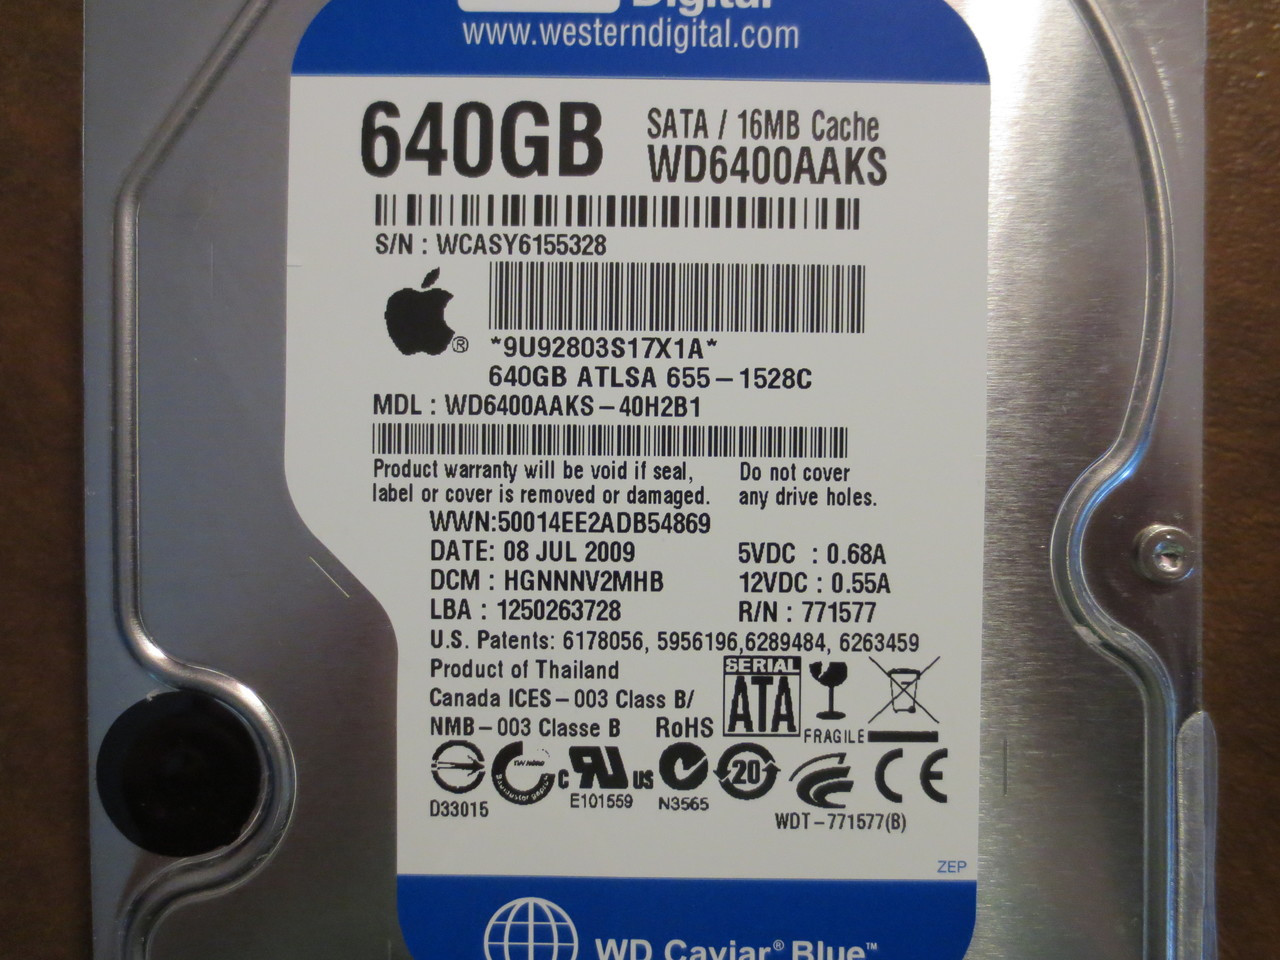 Digital
www.westerndigital.com
640GB
SATA / 16MB Cache
WD6400AAKS
S/N : WCASY6155328
®
*9U92803S17X1A*
640GB ATLSA 655-1528C
MDL : WD6400AAKS-40H2B1
Product warranty will be void if seal,
label or cover is removed or damaged.
Do not cover
any drive holes.
WWN:50014EE2ADB54869
DATE: 08 JUL 2009
5VDC : 0.68A
DCM : HGNNNV2MHB
12VDC : 0.55A
LBA : 1250263728
R/N : 771577
U.S. Patents: 6178056, 5956196,6289484, 6263459
Product of Thailand
Canada ICES-003 Class B/
NMB-003 Classe B
RoHS
SERIAL
ATA
FRAGILE
c UR US
20
CE
D33015
E101559
N3565
WDT-771577(B)
ZEP
WD Caviar® Blue™